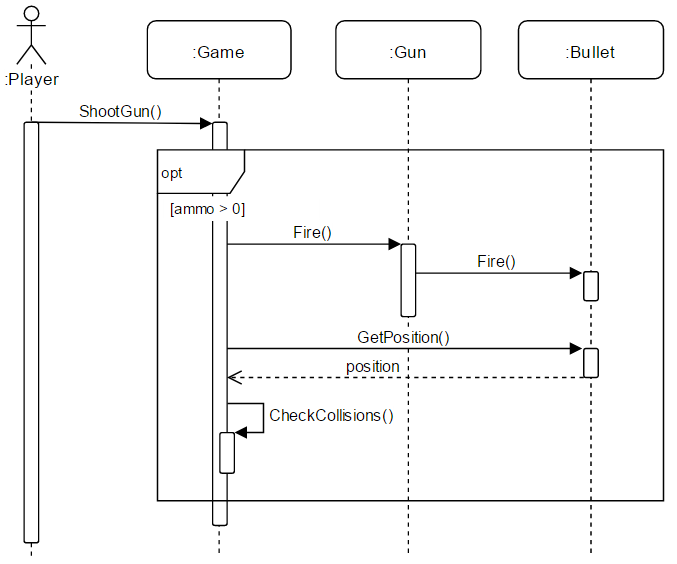 :Player
:Game
:Gun
:Bullet
ShootGun()
opt
[ammo > 0]
Fire()
Fire()
GetPosition()
position
CheckCollisions()